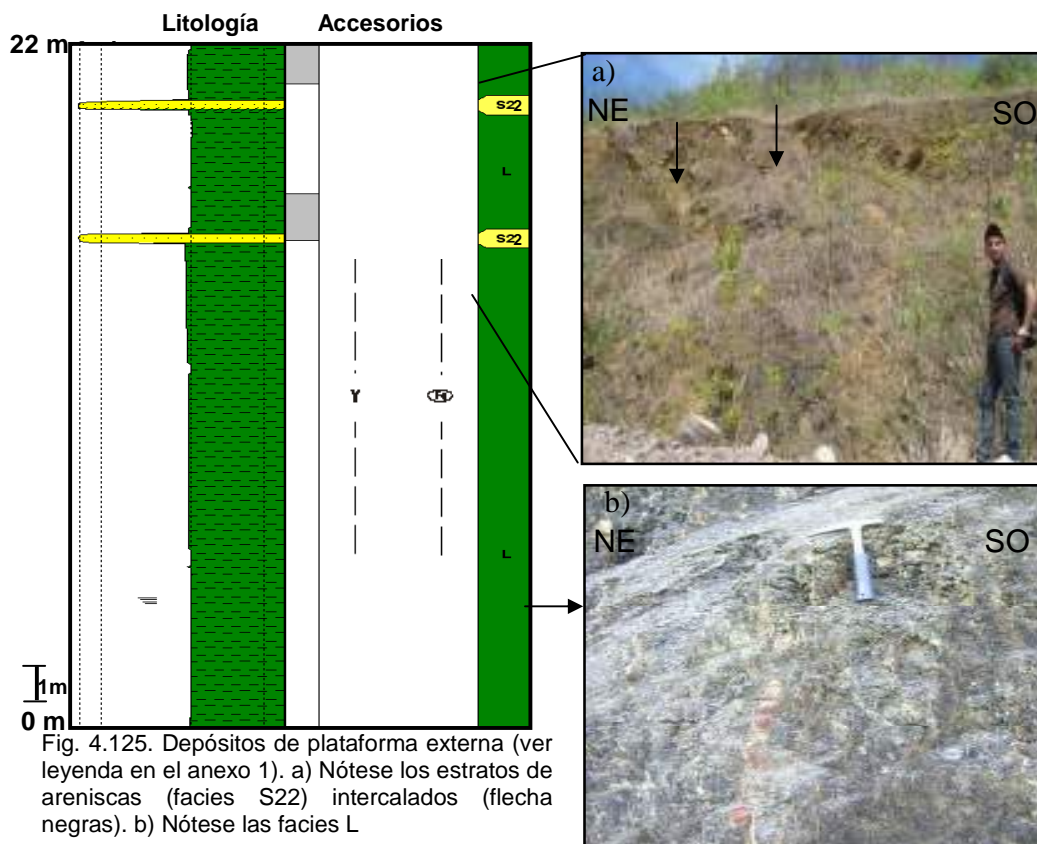 Litología Accesorios
22 m
S22
L
S22
Y
L
1m
0 m
a)
NE SO
b)
NE SO
Fig. 4.125. Depósitos de plataforma externa (ver
leyenda en el anexo 1). a) Nótese los estratos de
areniscas (facies S22) intercalados (flecha
negras). b) Nótese las facies L